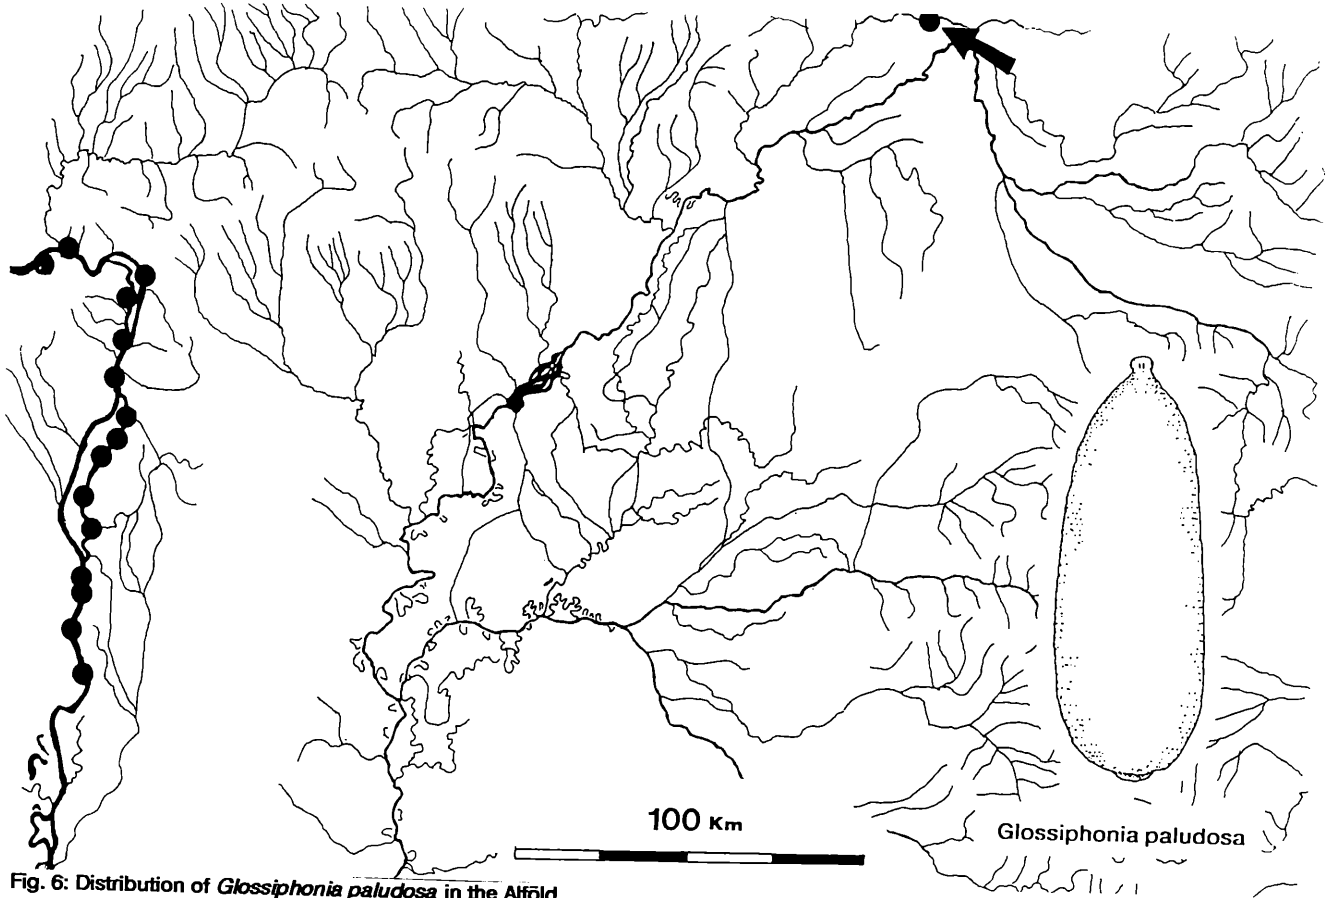 100 Km
Glossiphonia paludosa
Fig. 6: Distribution of Glossiphonia paludosa in the Alföld